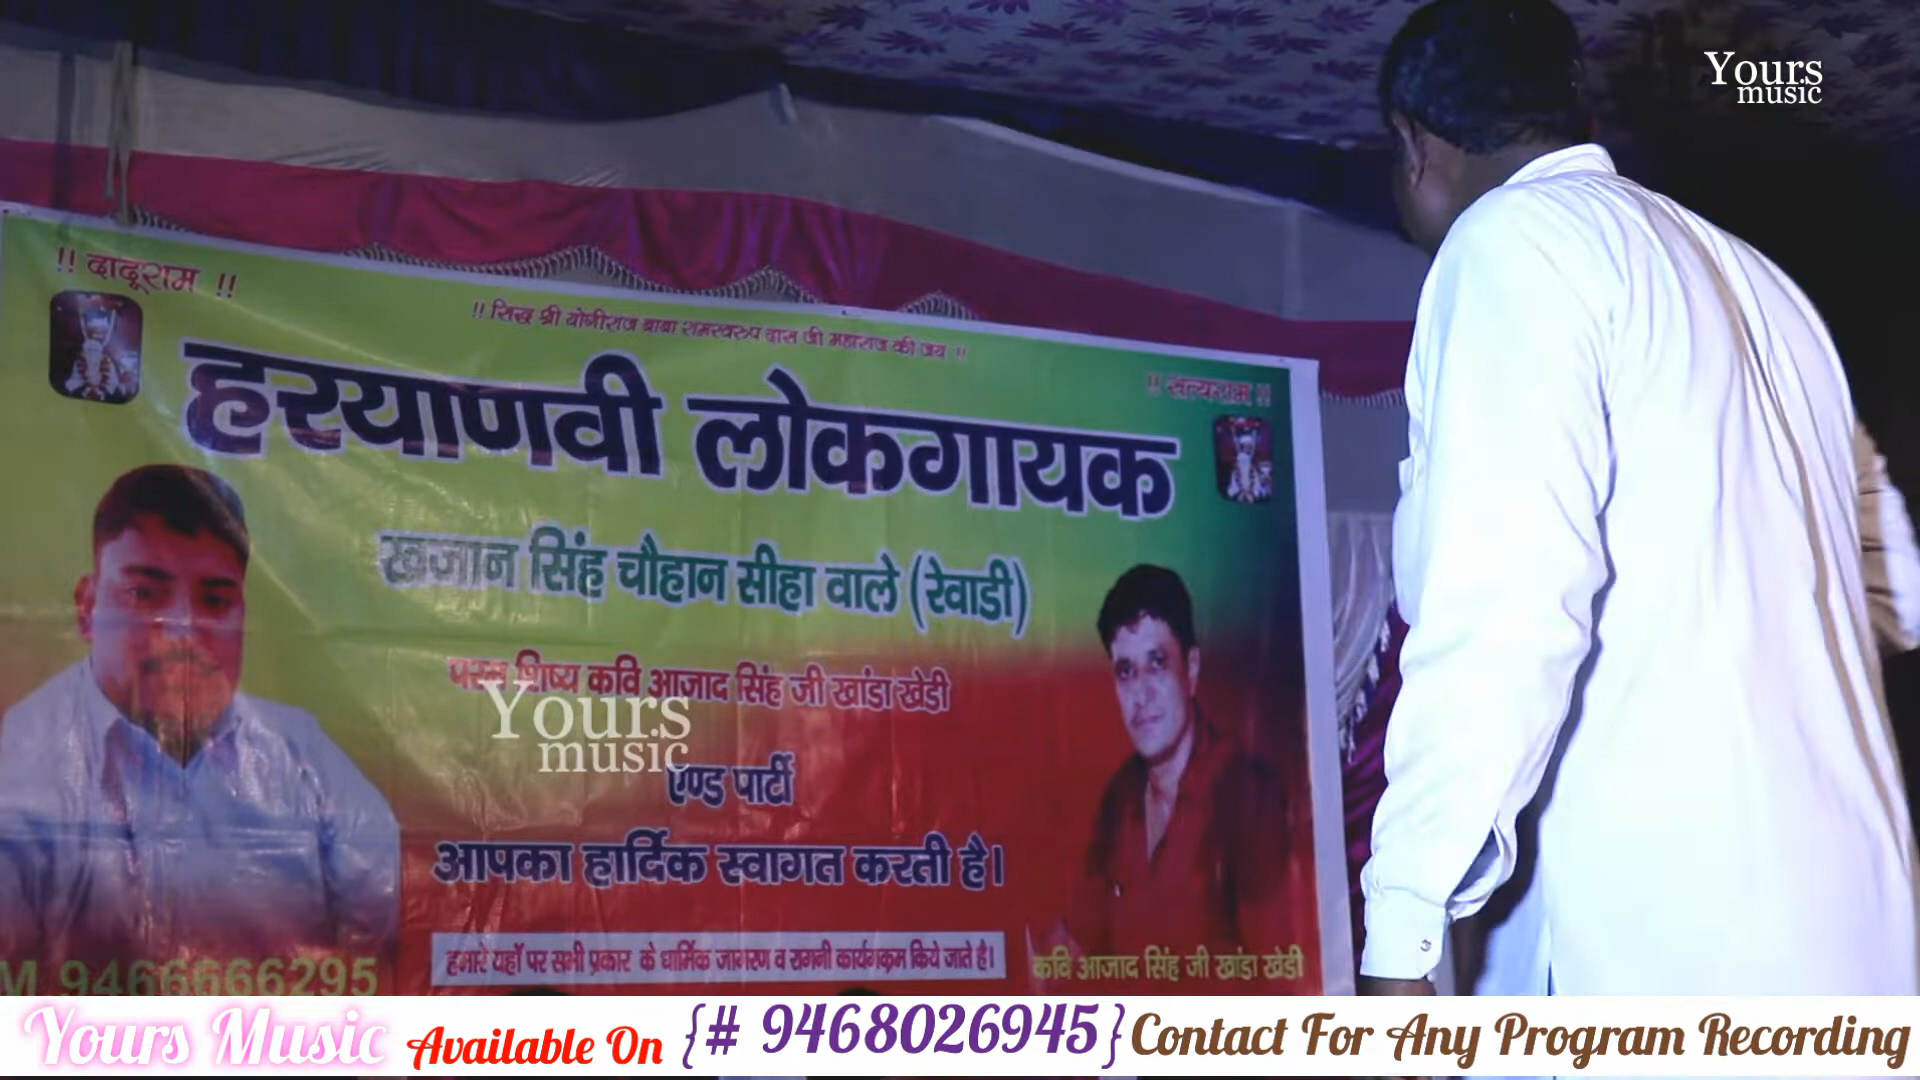 Yours
music
!! दादूराम !!
!! सिद्ध श्री योगीराज बाबा रामस्वरुप दास जी महाराज की जय !!
!! सत्यराम !!
हरयाणवी लोकगायक
खजान सिंह चौहान सीहा वाले (रेवाडी)
परम शिष्य कवि आजाद सिंह जी खांडा खेडी
Yours
music
एण्ड पार्टी
आपका हार्दिक स्वागत करती है।
हमारे यहाँ पर सभी प्रकार के धार्मिक जागरण व रागनी कार्यगक्रम किये जाते है।
कवि आजाद सिंह जी खांडा खेडी
M 9466666295
Yours Music Available On {# 9468026945} Contact For Any Program Recording